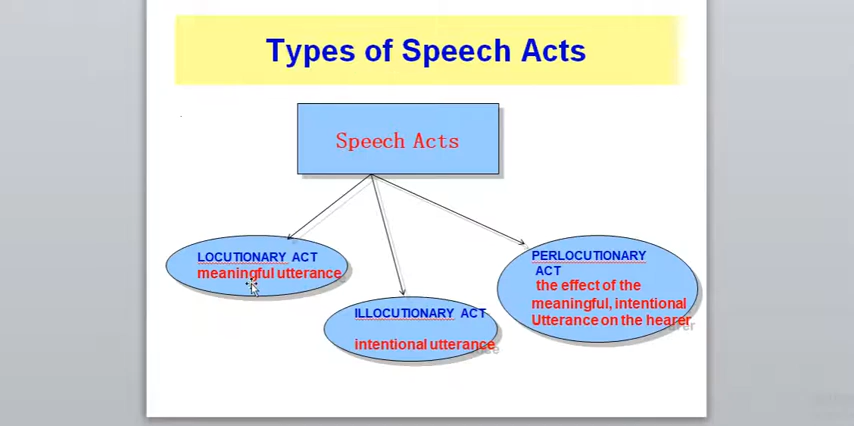 Types of Speech Acts
Speech Acts
LOCUTIONARY ACT
meaningful utterance
ILLOCUTIONARY ACT
intentional utterance
PERLOCUTIONARY
ACT
the effect of the
meaningful, intentional
Utterance on the hearer